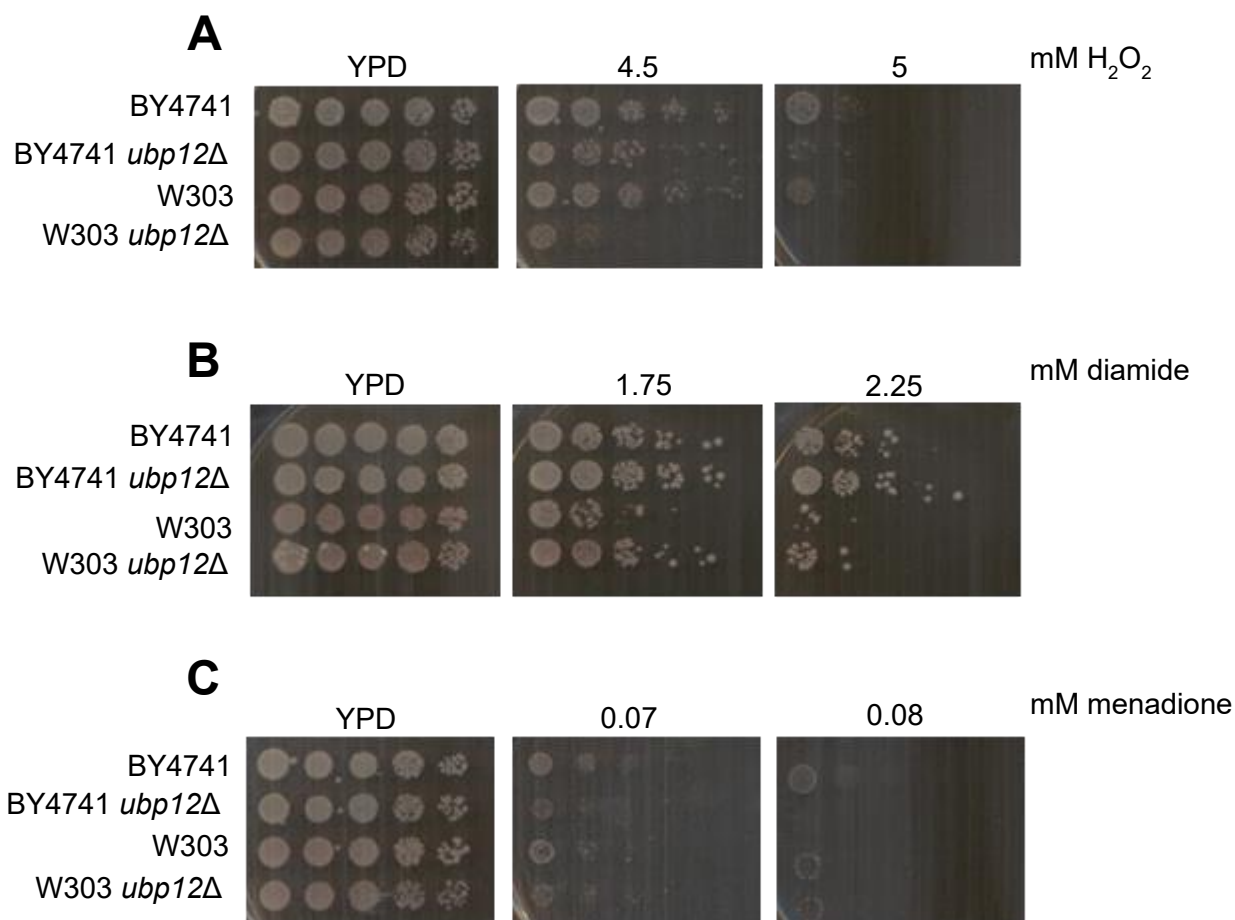 A
YPD 4.5 5 mM H₂O₂
BY4741
BY4741 ubp12Δ
W303
W303 ubp12Δ
B
YPD 1.75 2.25 mM diamide
BY4741
BY4741 ubp12Δ
W303
W303 ubp12Δ
C
YPD 0.07 0.08 mM menadione
BY4741
BY4741 ubp12Δ
W303
W303 ubp12Δ